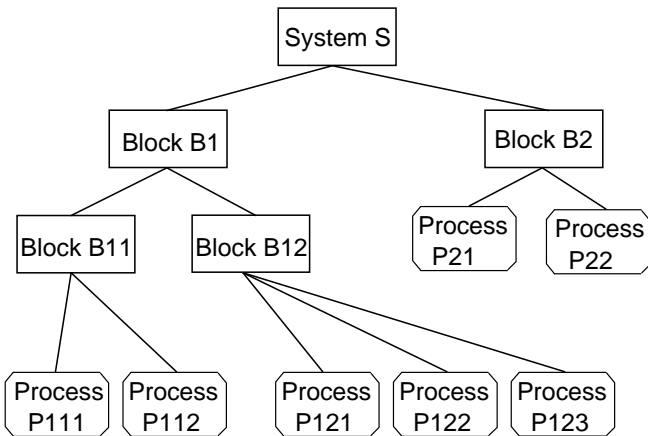 System S
Block B1
Block B2
Block B11
Block B12
Process
P21
Process
P22
Process
P111
Process
P112
Process
P121
Process
P122
Process
P123